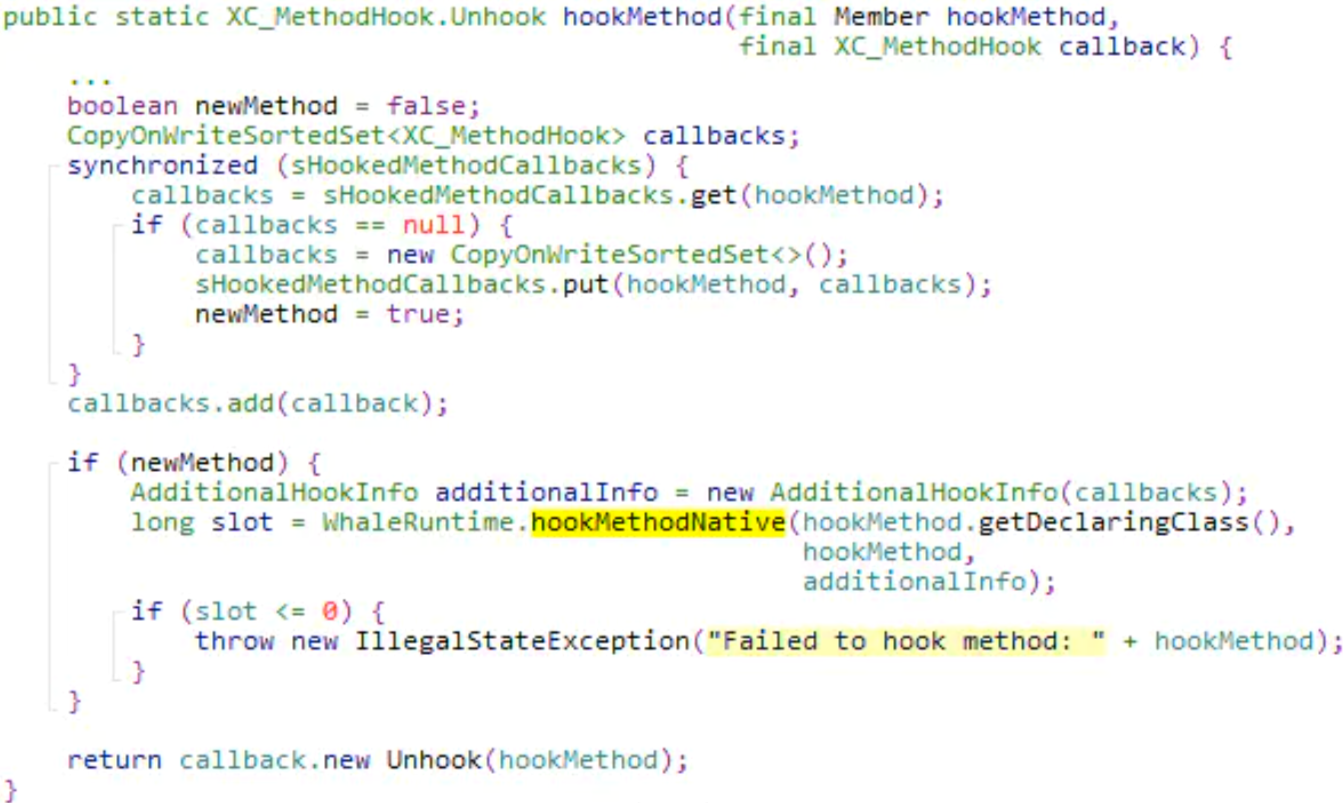 public static XC_MethodHook.Unhook hookMethod(final Member hookMethod,
                                              final XC_MethodHook callback) {
    ...
    boolean newMethod = false;
    CopyOnWriteSortedSet<XC_MethodHook> callbacks;
    synchronized (sHookedMethodCallbacks) {
        callbacks = sHookedMethodCallbacks.get(hookMethod);
        if (callbacks == null) {
            callbacks = new CopyOnWriteSortedSet<>();
            sHookedMethodCallbacks.put(hookMethod, callbacks);
            newMethod = true;
        }
    }
    callbacks.add(callback);

    if (newMethod) {
        AdditionalHookInfo additionalInfo = new AdditionalHookInfo(callbacks);
        long slot = WhaleRuntime.hookMethodNative(hookMethod.getDeclaringClass(),
                                                  hookMethod,
                                                  additionalInfo);
        if (slot <= 0) {
            throw new IllegalStateException("Failed to hook method: " + hookMethod);
        }
    }

    return callback.new Unhook(hookMethod);
}